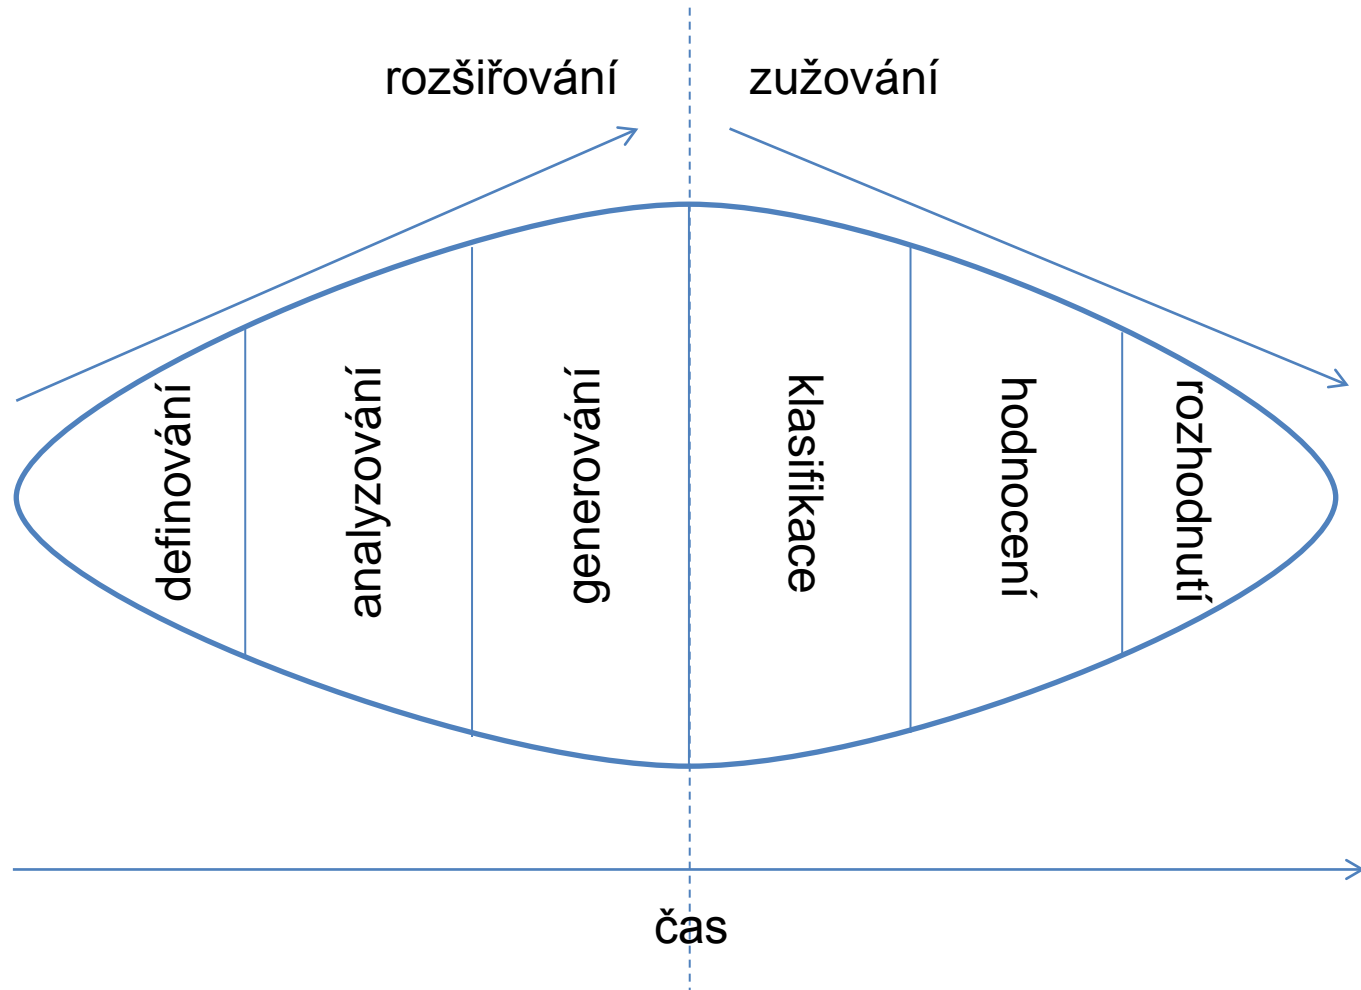 rozšiřování
zužování
definování
analyzování
generování
klasifikace
hodnocení
rozhodnutí
čas